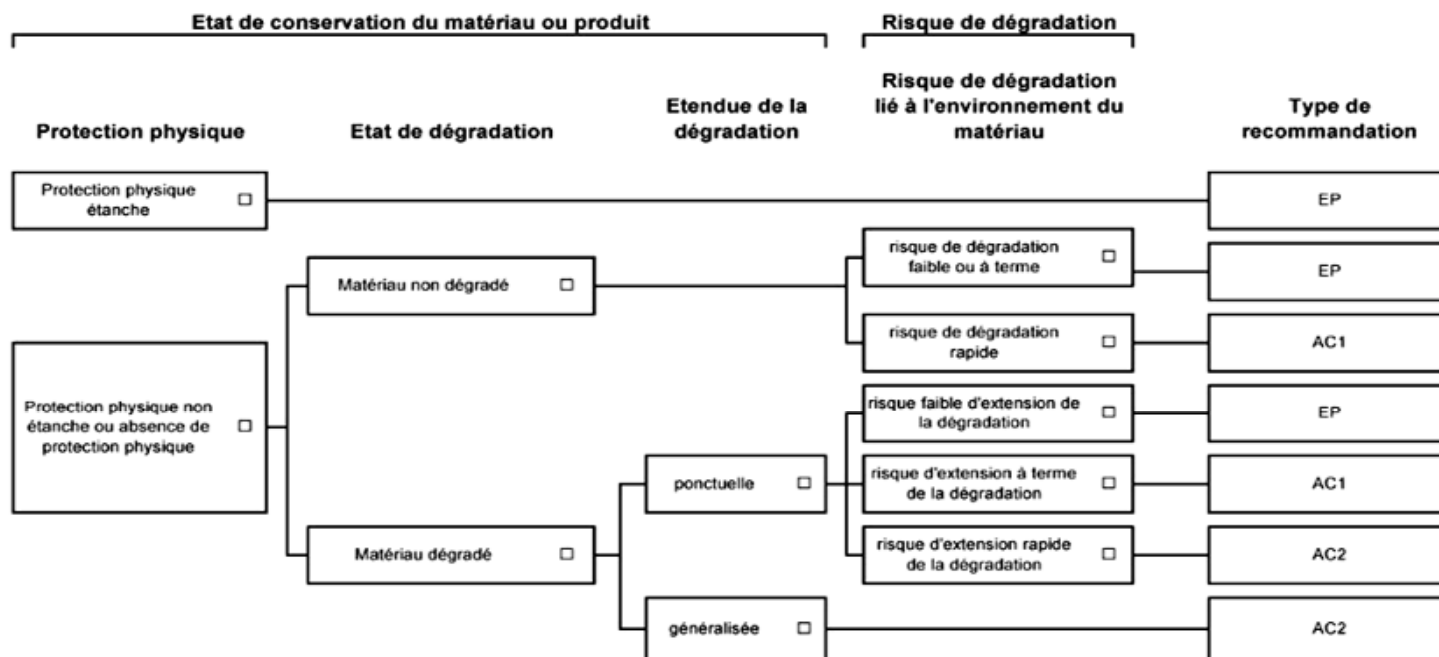 Etat de conservation du matériau ou produit
Risque de dégradation
Protection physique
Etat de dégradation
Etendue de la
dégradation
Risque de dégradation
lié à l'environnement du
matériau
Type de
recommandation
Protection physique
étanche
EP
Matériau non dégradé
risque de dégradation
faible ou à terme
EP
risque de dégradation
rapide
AC1
Protection physique non
étanche ou absence de
protection physique
risque faible d'extension de
la dégradation
EP
ponctuelle
risque d'extension à terme
de la dégradation
AC1
Matériau dégradé
risque d'extension rapide
de la dégradation
AC2
généralisée
AC2